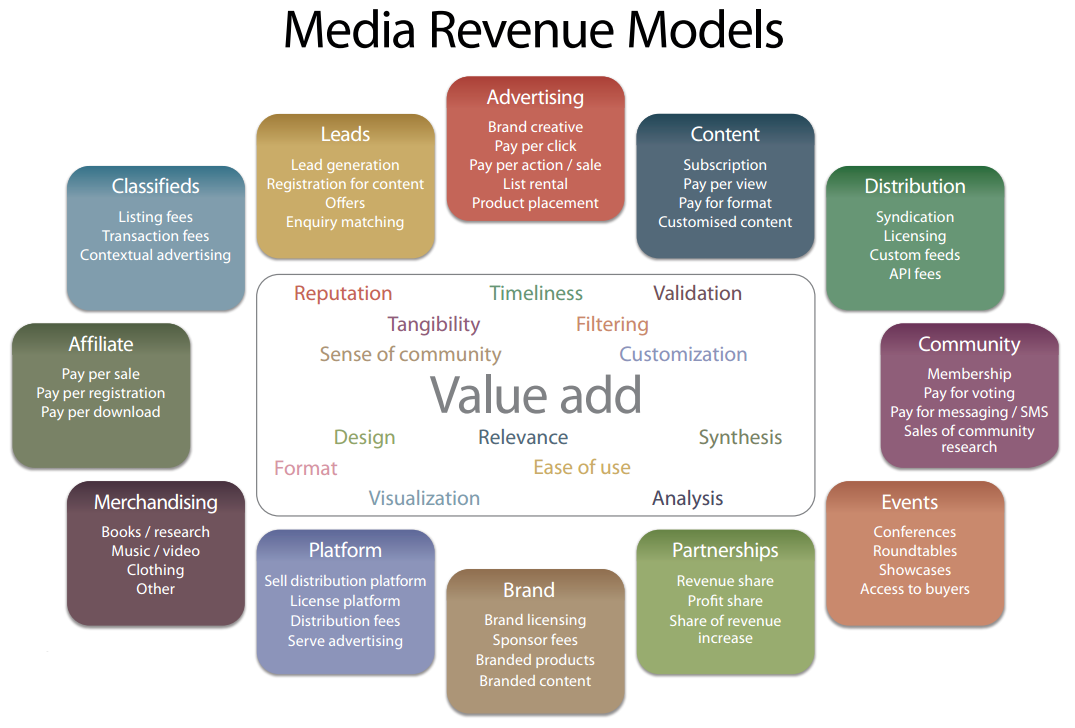 Media Revenue Models
Advertising
Brand creative
Pay per click
Pay per action / sale
List rental
Product placement
Leads
Lead generation
Registration for content
Offers
Enquiry matching
Content
Subscription
Pay per view
Pay for format
Customised content
Classifieds
Listing fees
Transaction fees
Contextual advertising
Distribution
Syndication
Licensing
Custom feeds
API fees
Reputation
Timeliness
Validation
Tangibility
Filtering
Sense of community
Customization
Value add
Design
Relevance
Synthesis
Format
Ease of use
Visualization
Analysis
Affiliate
Pay per sale
Pay per registration
Pay per download
Community
Membership
Pay for voting
Pay for messaging / SMS
Sales of community
research
Merchandising
Books / research
Music / video
Clothing
Other
Events
Conferences
Roundtables
Showcases
Access to buyers
Platform
Sell distribution platform
License platform
Distribution fees
Serve advertising
Brand
Brand licensing
Sponsor fees
Branded products
Branded content
Partnerships
Revenue share
Profit share
Share of revenue
increase